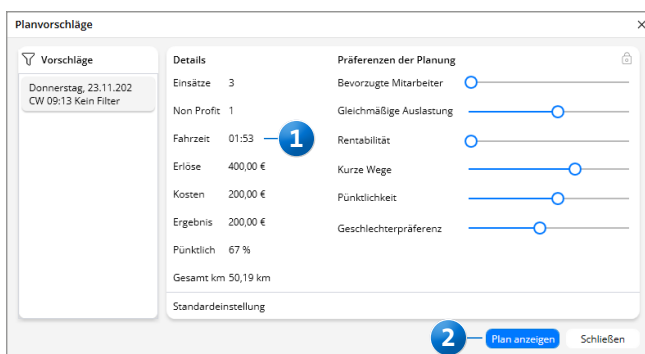 Planvorschläge
Vorschläge
Donnerstag, 23.11.202
CW 09:13 Kein Filter
Details
Einsätze 3
Non Profit 1
Fahrzeit 01:53
1
Erlöse 400,00 €
Kosten 200,00 €
Ergebnis 200,00 €
Pünktlich 67 %
Gesamt km 50,19 km
Standardeinstellung
Präferenzen der Planung
Bevorzugte Mitarbeiter
Gleichmäßige Auslastung
Rentabilität
Kurze Wege
Pünktlichkeit
Geschlechterpräferenz
2
Plan anzeigen
Schließen